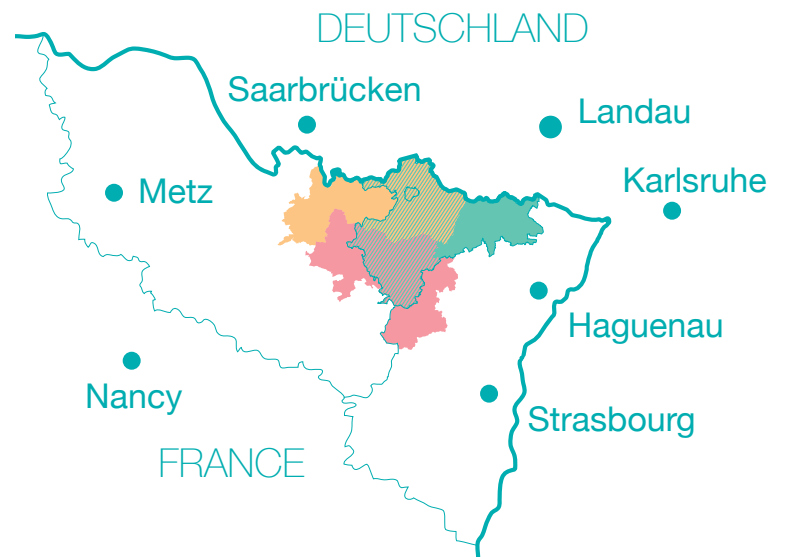 DEUTSCHLAND
Saarbrücken
Landau
Metz
Karlsruhe
Haguenau
Nancy
Strasbourg
FRANCE